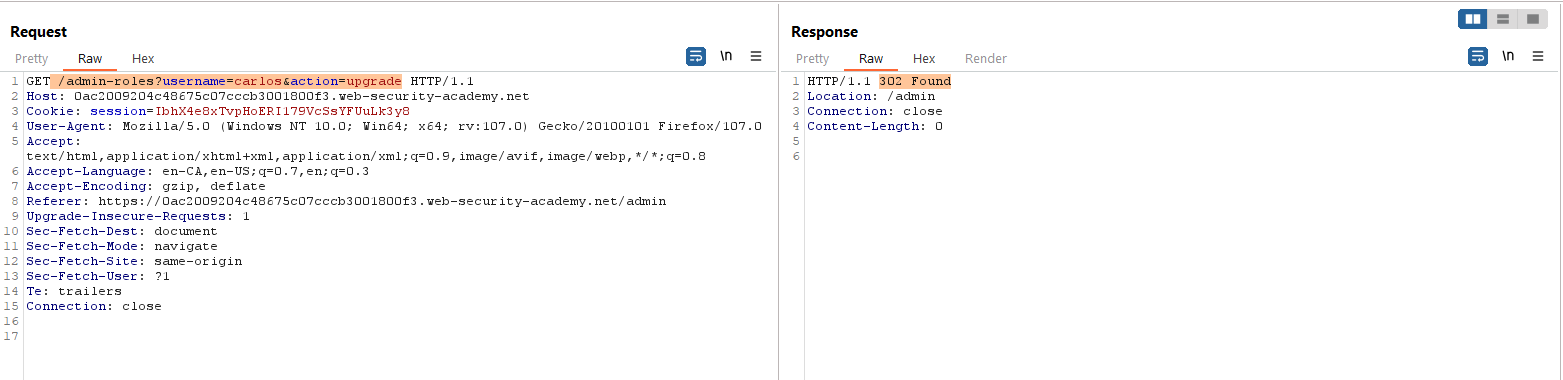 Request
Pretty Raw Hex \n
1 GET /admin-roles?username=carlos&action=upgrade HTTP/1.1
2 Host: 0ac2009204c48675c07cccb3001800f3.web-security-academy.net
3 Cookie: session=IbhX4e8xTvpHoERI179VcSsYFUuLk3y8
4 User-Agent: Mozilla/5.0 (Windows NT 10.0; Win64; x64; rv:107.0) Gecko/20100101 Firefox/107.0
5 Accept:
text/html,application/xhtml+xml,application/xml;q=0.9,image/avif,image/webp,*/*;q=0.8
6 Accept-Language: en-CA,en-US;q=0.7,en;q=0.3
7 Accept-Encoding: gzip, deflate
8 Referer: https://0ac2009204c48675c07cccb3001800f3.web-security-academy.net/admin
9 Upgrade-Insecure-Requests: 1
10 Sec-Fetch-Dest: document
11 Sec-Fetch-Mode: navigate
12 Sec-Fetch-Site: same-origin
13 Sec-Fetch-User: ?1
14 Te: trailers
15 Connection: close
16
17
Response
Pretty Raw Hex Render \n
1 HTTP/1.1 302 Found
2 Location: /admin
3 Connection: close
4 Content-Length: 0
5
6